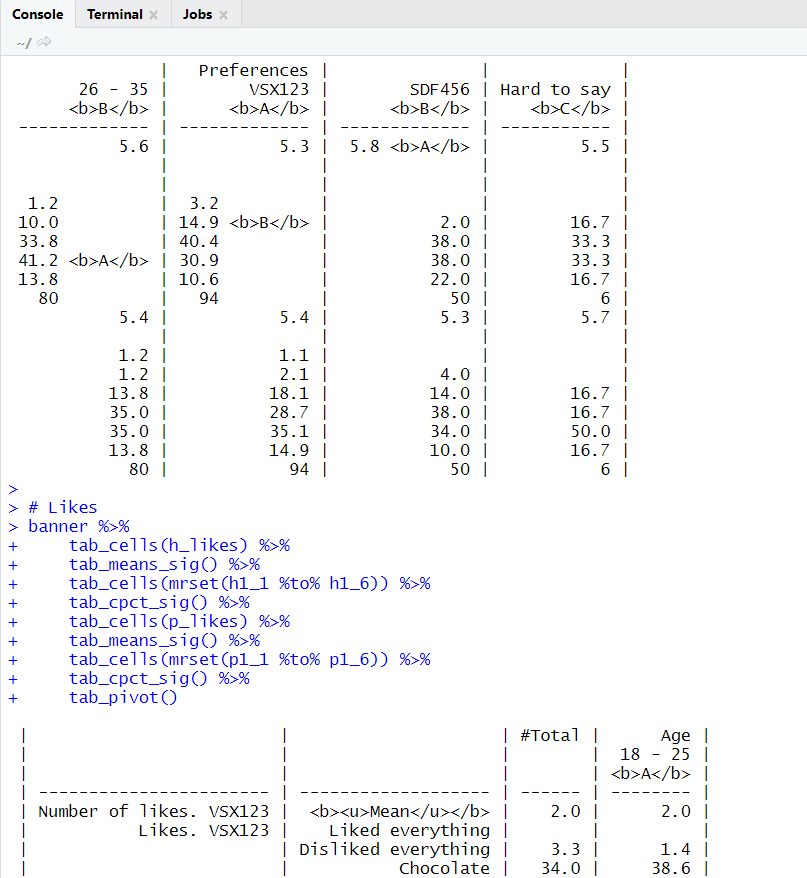 Console Terminal × Jobs ×
~/
| Preferences | | |
26 - 35 | VSX123 | SDF456 | Hard to say |
<b>B</b> | <b>A</b> | <b>B</b> | <b>C</b> |
------------- | ------------- | ------------- | ----------- |
5.6 | 5.3 | 5.8 <b>A</b> | 5.5 |
| | | |
| | | |
1.2 | 3.2 | | |
10.0 | 14.9 <b>B</b> | 2.0 | 16.7 |
33.8 | 40.4 | 38.0 | 33.3 |
41.2 <b>A</b> | 30.9 | 38.0 | 33.3 |
13.8 | 10.6 | 22.0 | 16.7 |
80 | 94 | 50 | 6 |
5.4 | 5.4 | 5.3 | 5.7 |
| | | |
1.2 | 1.1 | | |
1.2 | 2.1 | 4.0 | |
13.8 | 18.1 | 14.0 | 16.7 |
35.0 | 28.7 | 38.0 | 16.7 |
35.0 | 35.1 | 34.0 | 50.0 |
13.8 | 14.9 | 10.0 | 16.7 |
80 | 94 | 50 | 6 |
>
> # Likes
> banner %>%
+ tab_cells(h_likes) %>%
+ tab_means_sig() %>%
+ tab_cells(mrset(h1_1 %to% h1_6)) %>%
+ tab_cpct_sig() %>%
+ tab_cells(p_likes) %>%
+ tab_means_sig() %>%
+ tab_cells(mrset(p1_1 %to% p1_6)) %>%
+ tab_cpct_sig() %>%
+ tab_pivot()
| | | #Total | Age |
| | | | 18 - 25 |
| | | | <b>A</b> |
| ----------------------- | ------------------- | ------ | -------- |
| Number of likes. VSX123 | <b><u>Mean</u></b> | 2.0 | 2.0 |
| Likes. VSX123 | Liked everything | | |
| | Disliked everything | 3.3 | 1.4 |
| | Chocolate | 34.0 | 38.6 |